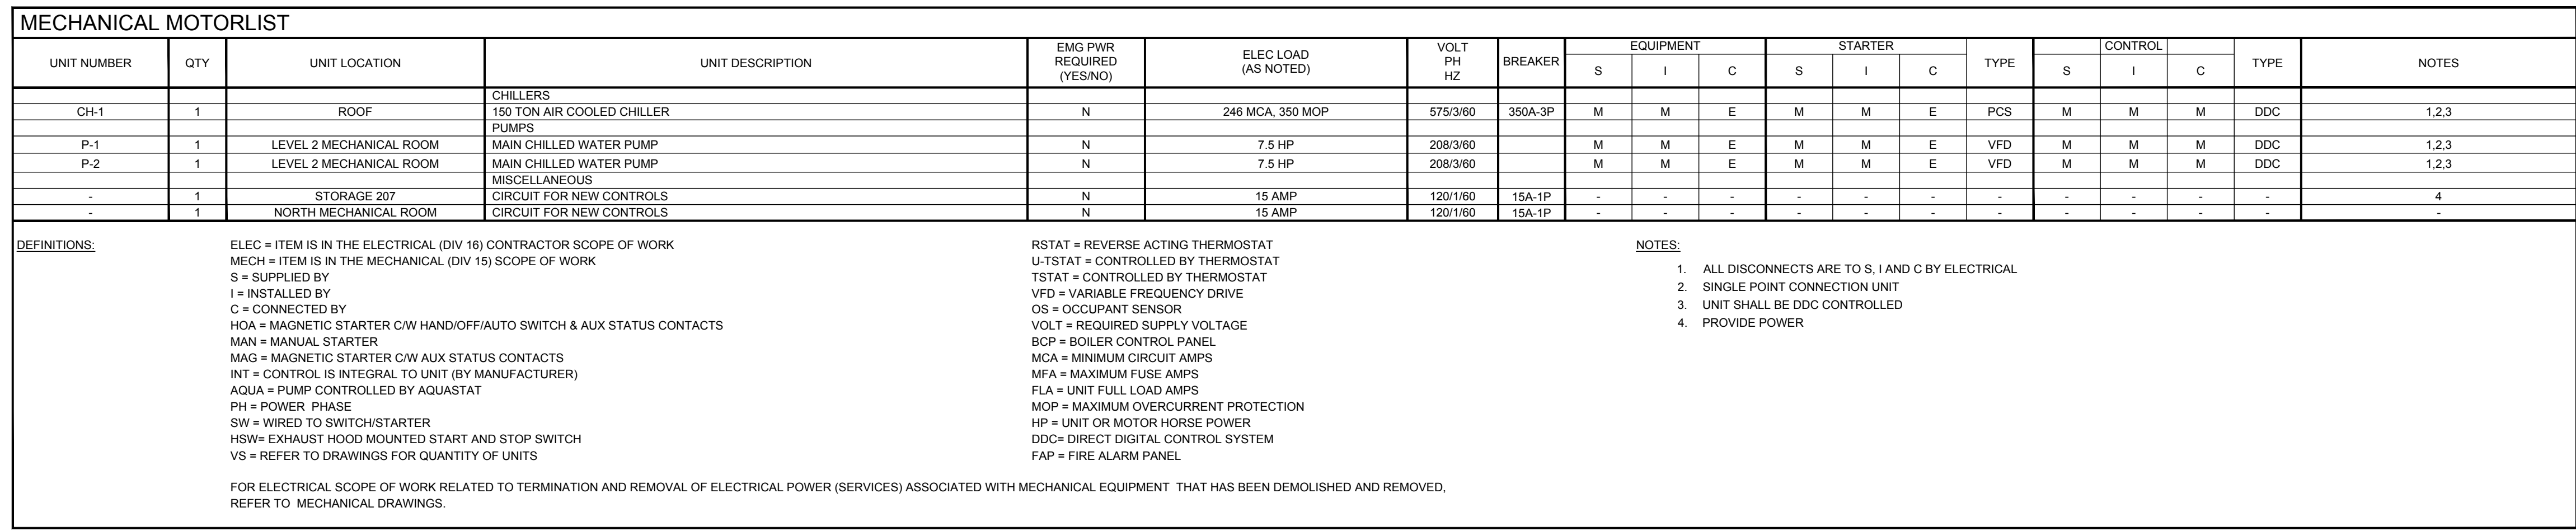 MECHANICAL MOTORLIST
UNIT NUMBER QTY UNIT LOCATION UNIT DESCRIPTION EMG PWR REQUIRED (YES/NO) ELEC LOAD (AS NOTED) VOLT PH HZ BREAKER EQUIPMENT S I C STARTER S I C TYPE CONTROL S I C TYPE NOTES
CHILLERS
CH-1 1 ROOF 150 TON AIR COOLED CHILLER N 246 MCA, 350 MOP 575/3/60 350A-3P M M E M M E PCS M M M DDC 1,2,3
PUMPS
P-1 1 LEVEL 2 MECHANICAL ROOM MAIN CHILLED WATER PUMP N 7.5 HP 208/3/60 M M E M M E VFD M M M DDC 1,2,3
P-2 1 LEVEL 2 MECHANICAL ROOM MAIN CHILLED WATER PUMP N 7.5 HP 208/3/60 M M E M M E VFD M M M DDC 1,2,3
MISCELLANEOUS
- 1 STORAGE 207 CIRCUIT FOR NEW CONTROLS N 15 AMP 120/1/60 15A-1P - - - - - - - - - - - 4
- 1 NORTH MECHANICAL ROOM CIRCUIT FOR NEW CONTROLS N 15 AMP 120/1/60 15A-1P - - - - - - - - - - - -
DEFINITIONS:
ELEC = ITEM IS IN THE ELECTRICAL (DIV 16) CONTRACTOR SCOPE OF WORK
MECH = ITEM IS IN THE MECHANICAL (DIV 15) SCOPE OF WORK
S = SUPPLIED BY
I = INSTALLED BY
C = CONNECTED BY
HOA = MAGNETIC STARTER C/W HAND/OFF/AUTO SWITCH & AUX STATUS CONTACTS
MAN = MANUAL STARTER
MAG = MAGNETIC STARTER C/W AUX STATUS CONTACTS
INT = CONTROL IS INTEGRAL TO UNIT (BY MANUFACTURER)
AQUA = PUMP CONTROLLED BY AQUASTAT
PH = POWER PHASE
SW = WIRED TO SWITCH/STARTER
HSW= EXHAUST HOOD MOUNTED START AND STOP SWITCH
VS = REFER TO DRAWINGS FOR QUANTITY OF UNITS
RSTAT = REVERSE ACTING THERMOSTAT
U-TSTAT = CONTROLLED BY THERMOSTAT
TSTAT = CONTROLLED BY THERMOSTAT
VFD = VARIABLE FREQUENCY DRIVE
OS = OCCUPANT SENSOR
VOLT = REQUIRED SUPPLY VOLTAGE
BCP = BOILER CONTROL PANEL
MCA = MINIMUM CIRCUIT AMPS
MFA = MAXIMUM FUSE AMPS
FLA = UNIT FULL LOAD AMPS
MOP = MAXIMUM OVERCURRENT PROTECTION
HP = UNIT OR MOTOR HORSE POWER
DDC= DIRECT DIGITAL CONTROL SYSTEM
FAP = FIRE ALARM PANEL
NOTES:
1. ALL DISCONNECTS ARE TO S, I AND C BY ELECTRICAL
2. SINGLE POINT CONNECTION UNIT
3. UNIT SHALL BE DDC CONTROLLED
4. PROVIDE POWER
FOR ELECTRICAL SCOPE OF WORK RELATED TO TERMINATION AND REMOVAL OF ELECTRICAL POWER (SERVICES) ASSOCIATED WITH MECHANICAL EQUIPMENT THAT HAS BEEN DEMOLISHED AND REMOVED,
REFER TO MECHANICAL DRAWINGS.